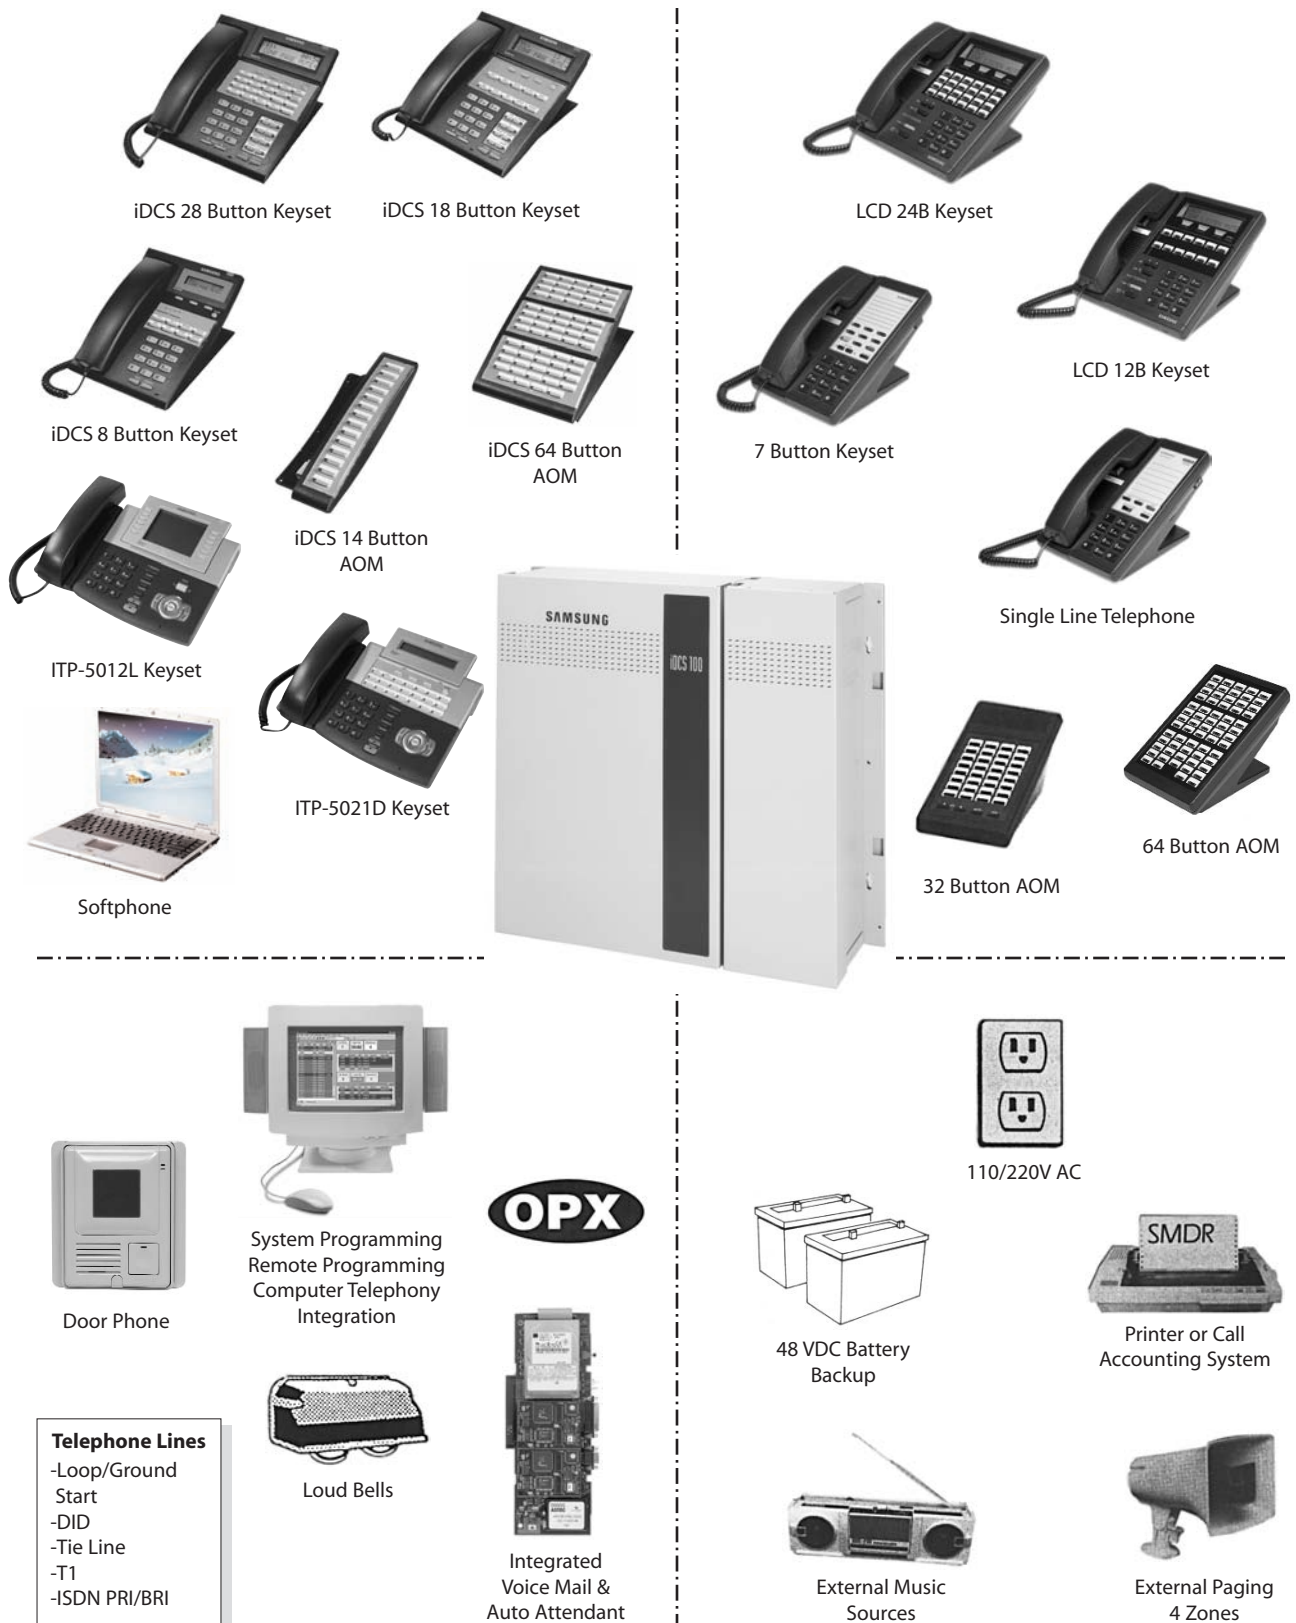 iDCS 28 Button Keyset
iDCS 18 Button Keyset
LCD 24B Keyset
LCD 12B Keyset
iDCS 8 Button Keyset
iDCS 64 Button
AOM
7 Button Keyset
iDCS 14 Button
AOM
Single Line Telephone
ITP-5012L Keyset
SAMSUNG
iDCS 100
ITP-5021D Keyset
64 Button AOM
32 Button AOM
Softphone
110/220V AC
OPX
System Programming
Remote Programming
Computer Telephony
Integration
SMDR
Door Phone
Printer or Call
Accounting System
48 VDC Battery
Backup
Telephone Lines
-Loop/Ground
Start
-DID
-Tie Line
-T1
-ISDN PRI/BRI
Loud Bells
Integrated
Voice Mail &
Auto Attendant
External Music
Sources
External Paging
4 Zones